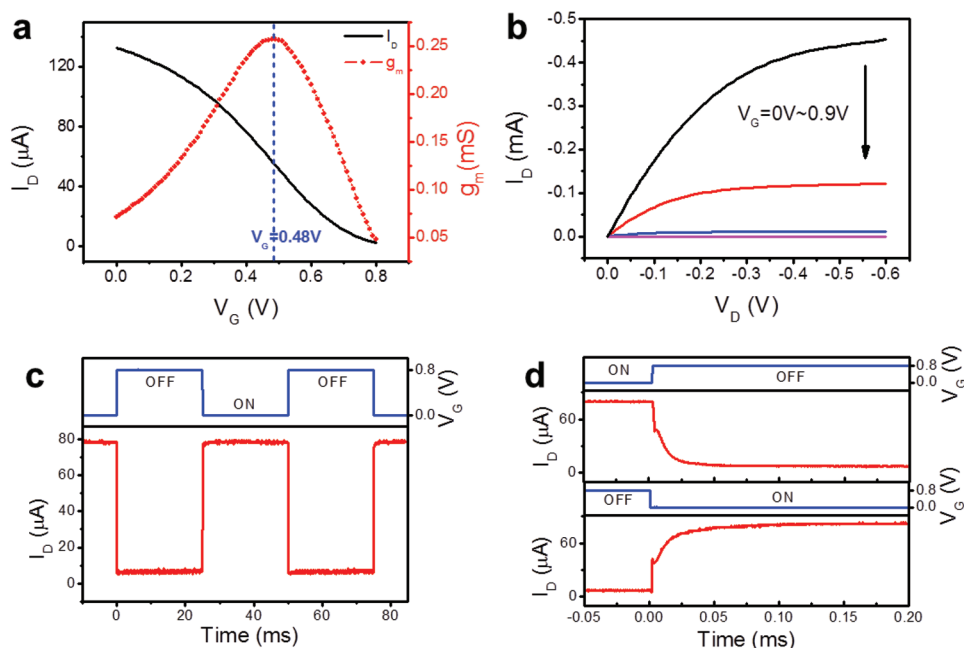 a
I_D
g_m
120
80
40
0
I_D (μA)
0.25
0.20
0.15
0.10
0.05
g_m(mS)
V_G=0.48V
0.0 0.2 0.4 0.6 0.8
V_G (V)
b
-0.5
-0.4
-0.3
-0.2
-0.1
0.0
I_D (mA)
V_G=0V~0.9V
0.0 -0.1 -0.2 -0.3 -0.4 -0.5 -0.6
V_D (V)
c
OFF
ON
OFF
0.8
0.0
V_G (V)
80
60
40
20
0
I_D (μA)
0 20 40 60 80
Time (ms)
d
ON
OFF
0.8
0.0
V_G (V)
60
0
I_D (μA)
OFF
ON
0.8
0.0
V_G (V)
60
0
I_D (μA)
-0.05 0.00 0.05 0.10 0.15 0.20
Time (ms)